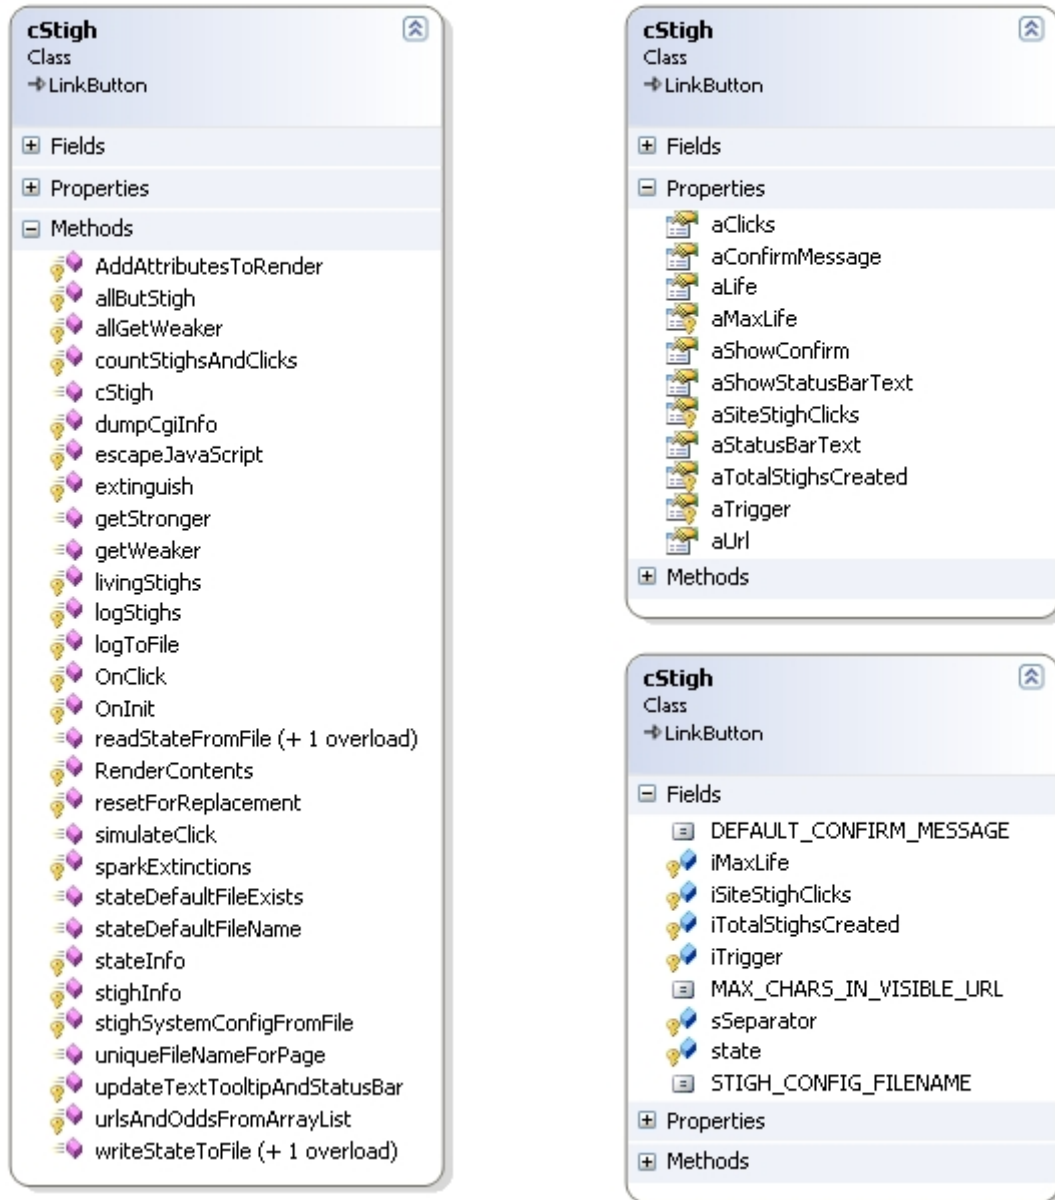 cStigh
Class
LinkButton
Fields
Properties
Methods
AddAttributesToRender
allButStigh
allGetWeaker
countStighsAndClicks
cStigh
dumpCgiInfo
escapeJavaScript
extinguish
getStronger
getWeaker
livingStighs
logStighs
logToFile
OnClick
OnInit
readStateFromFile (+ 1 overload)
RenderContents
resetForReplacement
simulateClick
sparkExtinctions
stateDefaultFileExists
stateDefaultFileName
stateInfo
stighInfo
stighSystemConfigFromFile
uniqueFileNameForPage
updateTextTooltipAndStatusBar
urlsAndOddsFromArrayList
writeStateToFile (+ 1 overload)
cStigh
Class
LinkButton
Fields
Properties
aClicks
aConfirmMessage
aLife
aMaxLife
aShowConfirm
aShowStatusBarText
aSiteStighClicks
aStatusBarText
aTotalStighsCreated
aTrigger
aUrl
Methods
cStigh
Class
LinkButton
Fields
DEFAULT_CONFIRM_MESSAGE
iMaxLife
iSiteStighClicks
iTotalStighsCreated
iTrigger
MAX_CHARS_IN_VISIBLE_URL
sSeparator
state
STIGH_CONFIG_FILENAME
Properties
Methods